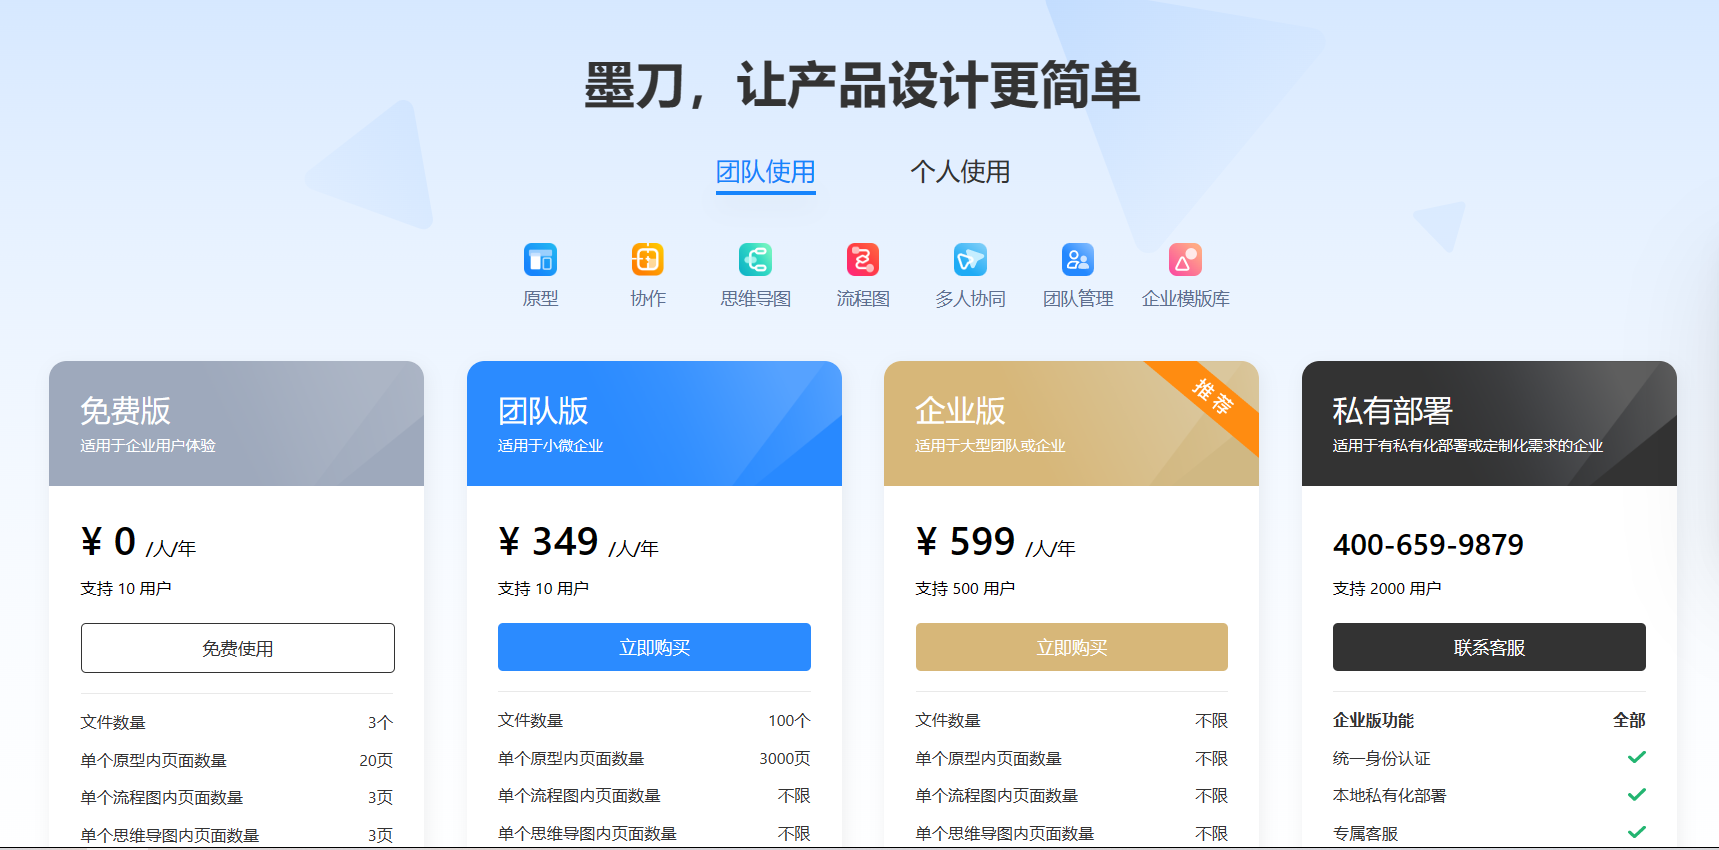 墨刀，让产品设计更简单
团队使用
个人使用
原型
协作
思维导图
流程图
多人协同
团队管理
企业模版库
免费版
适用于企业用户体验
¥ 0 /人/年
支持 10 用户
免费使用
文件数量 3个
单个原型内页面数量 20页
单个流程图内页面数量 3页
单个思维导图内页面数量 3页
团队版
适用于小微企业
¥ 349 /人/年
支持 10 用户
立即购买
文件数量 100个
单个原型内页面数量 3000页
单个流程图内页面数量 不限
单个思维导图内页面数量 不限
企业版
推荐
适用于大型团队或企业
¥ 599 /人/年
支持 500 用户
立即购买
文件数量 不限
单个原型内页面数量 不限
单个流程图内页面数量 不限
单个思维导图内页面数量 不限
私有部署
适用于有私有化部署或定制化需求的企业
400-659-9879
支持 2000 用户
联系客服
企业版功能 全部
统一身份认证
本地私有化部署
专属客服